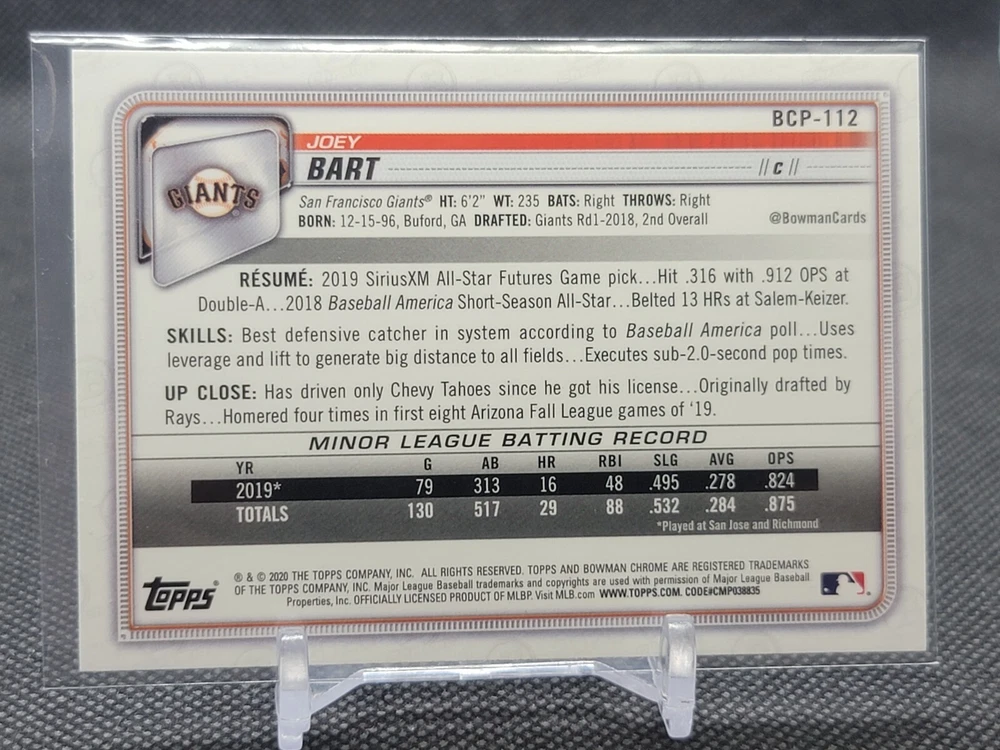 BCP-112
JOEY
BART
// C //
GIANTS
San Francisco Giants® HT: 6'2" WT: 235 BATS: Right THROWS: Right
BORN: 12-15-96, Buford, GA DRAFTED: Giants Rd1-2018, 2nd Overall
@BowmanCards
RÉSUMÉ: 2019 SiriusXM All-Star Futures Game pick...Hit .316 with .912 OPS at
Double-A...2018 Baseball America Short-Season All-Star...Belted 13 HRs at Salem-Keizer.
SKILLS: Best defensive catcher in system according to Baseball America poll...Uses
leverage and lift to generate big distance to all fields...Executes sub-2.0-second pop times.
UP CLOSE: Has driven only Chevy Tahoes since he got his license...Originally drafted by
Rays...Homered four times in first eight Arizona Fall League games of '19.
MINOR LEAGUE BATTING RECORD
YR G AB HR RBI SLG AVG OPS
2019* 79 313 16 48 .495 .278 .824
TOTALS 130 517 29 88 .532 .284 .875
*Played at San Jose and Richmond
TOPPS®
® & © 2020 THE TOPPS COMPANY, INC. ALL RIGHTS RESERVED. TOPPS AND BOWMAN CHROME ARE REGISTERED TRADEMARKS
OF THE TOPPS COMPANY, INC. Major League Baseball trademarks and copyrights are used with permission of Major League Baseball
Properties, Inc. OFFICIALLY LICENSED PRODUCT OF MLBP. Visit MLB.com WWW.TOPPS.COM. CODE#CMP038835